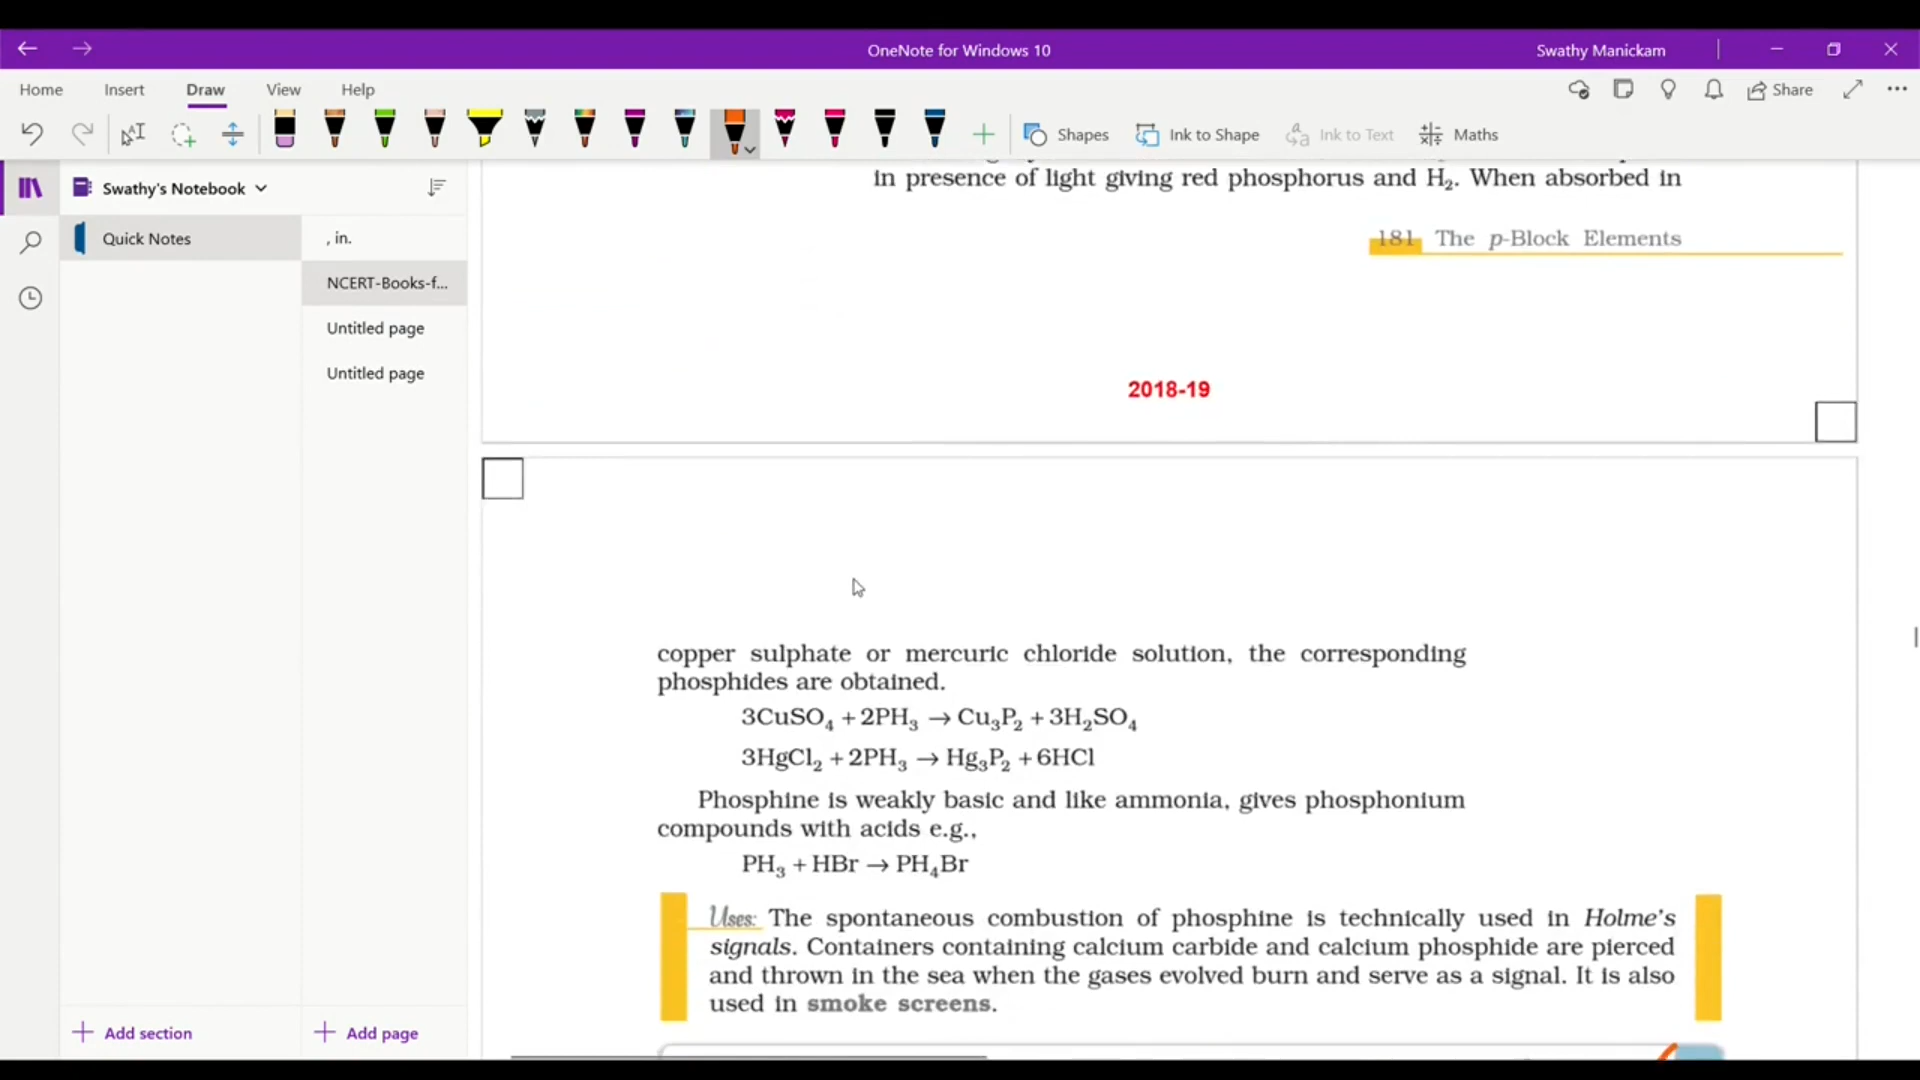 OneNote for Windows 10
Swathy Manickam
Home Insert Draw View Help
Share
Shapes Ink to Shape Ink to Text Maths
Swathy's Notebook
Quick Notes
, in.
NCERT-Books-f...
Untitled page
Untitled page
in presence of light giving red phosphorus and H₂. When absorbed in
181 The p-Block Elements
2018-19
copper sulphate or mercuric chloride solution, the corresponding
phosphides are obtained.
3CuSO₄ + 2PH₃ → Cu₃P₂ + 3H₂SO₄
3HgCl₂ + 2PH₃ → Hg₃P₂ + 6HCl
Phosphine is weakly basic and like ammonia, gives phosphonium
compounds with acids e.g.,
PH₃ + HBr → PH₄Br
Uses: The spontaneous combustion of phosphine is technically used in Holme's
signals. Containers containing calcium carbide and calcium phosphide are pierced
and thrown in the sea when the gases evolved burn and serve as a signal. It is also
used in smoke screens.
Add section
Add page